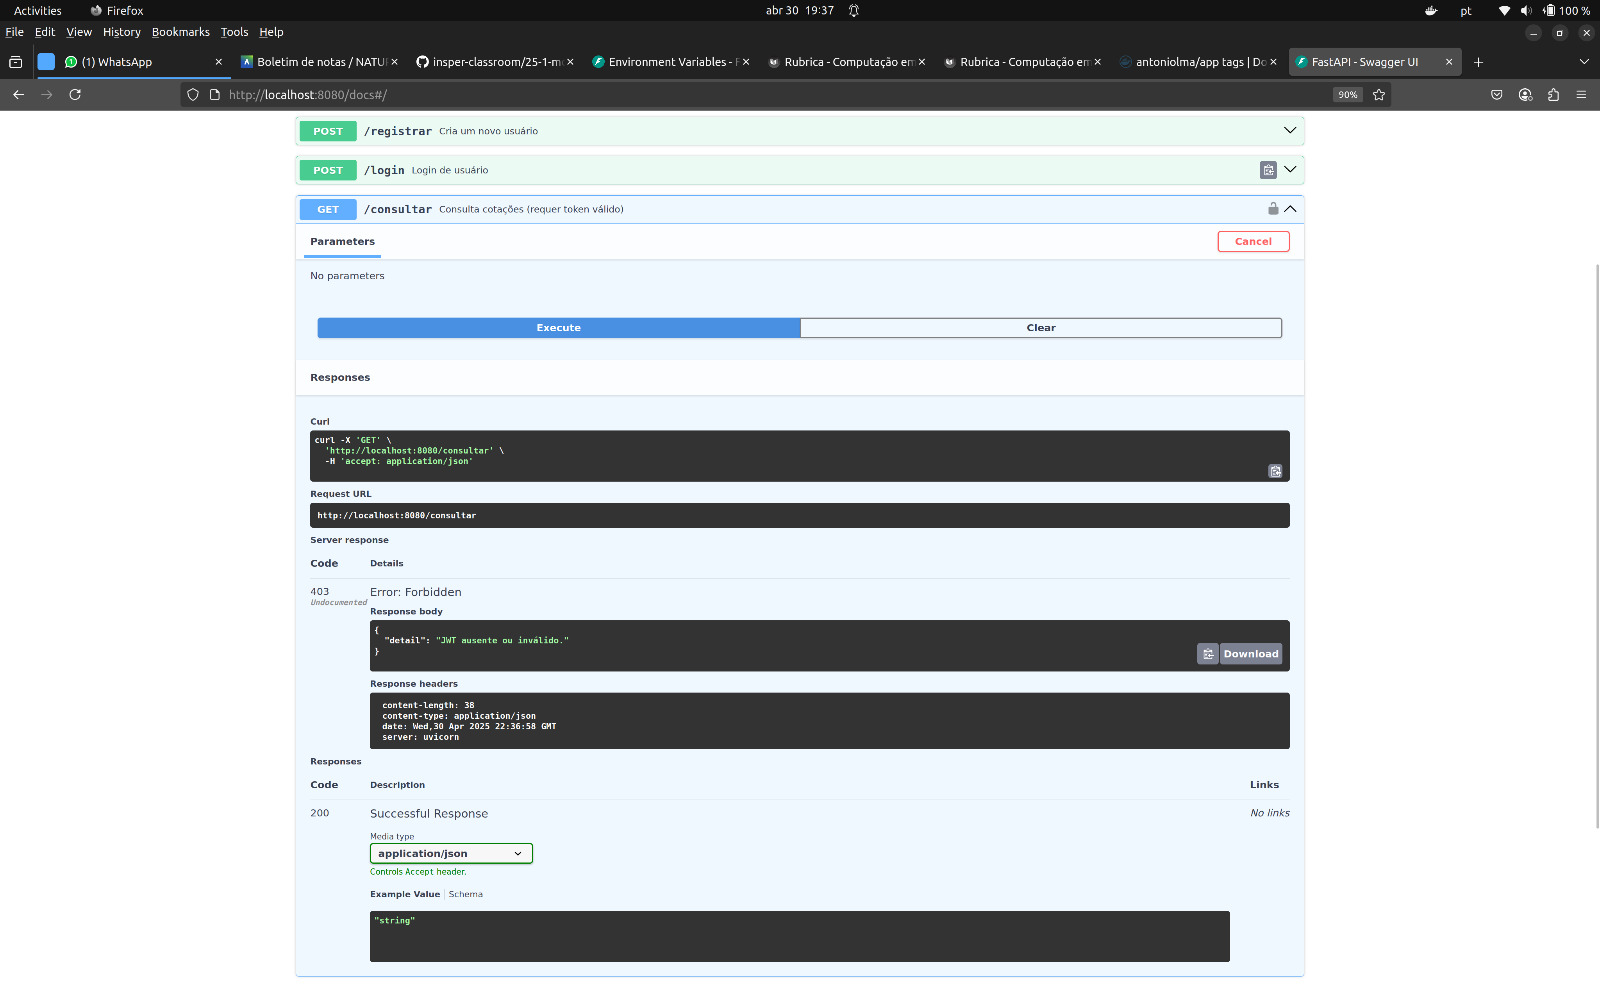 Activities
Firefox
abr 30 19:37
pt
100 %
File Edit View History Bookmarks Tools Help
(1) WhatsApp
Boletim de notas / NATU
insper-classroom/25-1-m
Environment Variables - F
Rubrica - Computação em
Rubrica - Computação em
antoniolma/app tags | Do
FastAPI - Swagger UI
http://localhost:8080/docs#/
90%
POST /registrar Cria um novo usuário
POST /login Login de usuário
GET /consultar Consulta cotações (requer token válido)
Parameters
Cancel
No parameters
Execute
Clear
Responses
Curl
curl -X 'GET' \
'http://localhost:8080/consultar' \
-H 'accept: application/json'
Request URL
http://localhost:8080/consultar
Server response
Code Details
403 Error: Forbidden
Undocumented
Response body
{
"detail": "JWT ausente ou inválido."
}
Download
Response headers
content-length: 38
content-type: application/json
date: Wed,30 Apr 2025 22:36:58 GMT
server: uvicorn
Responses
Code Description Links
200 Successful Response No links
Media type
application/json
Controls Accept header.
Example Value Schema
"string"